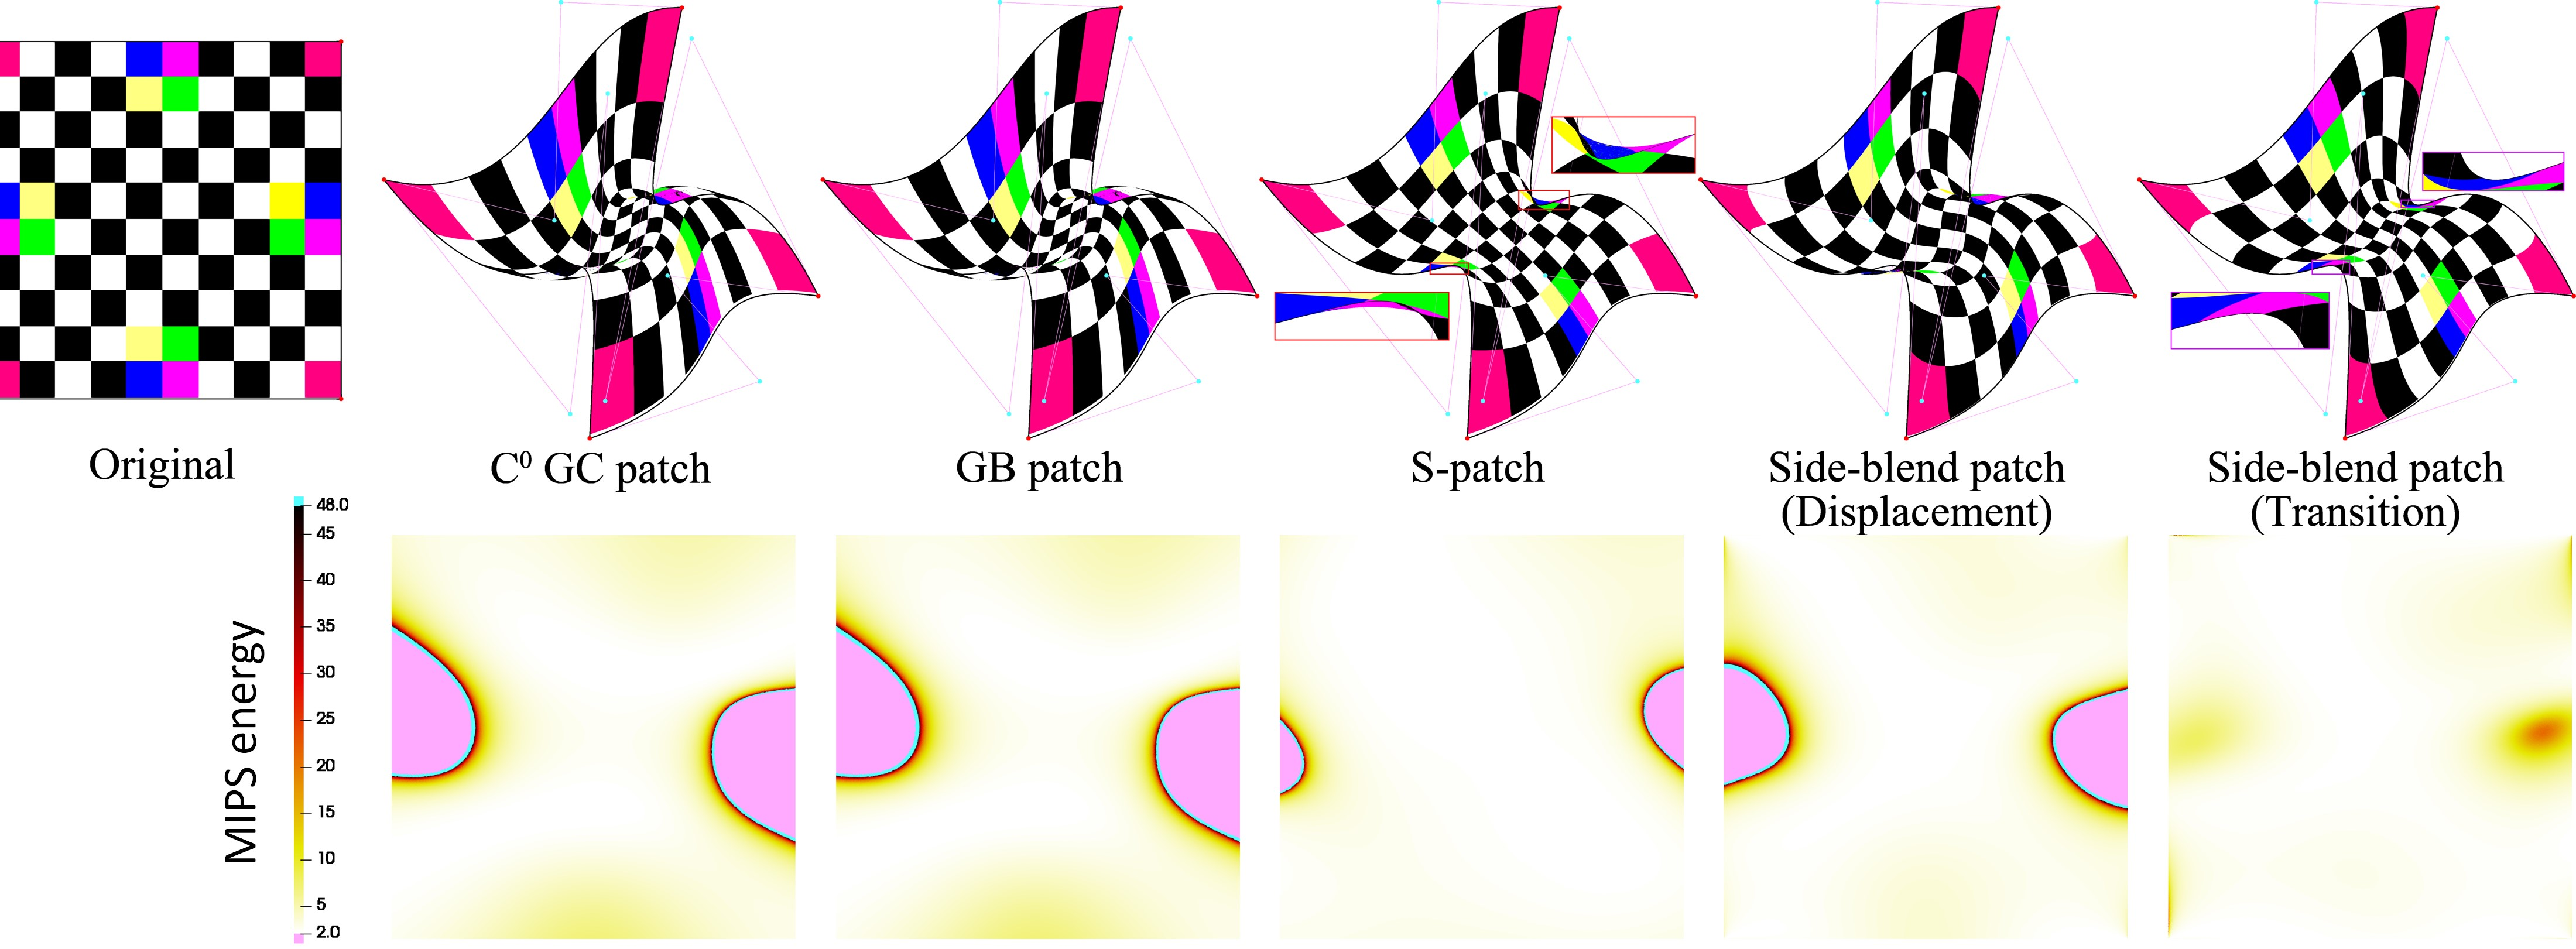 Original
C⁰ GC patch
GB patch
S-patch
Side-blend patch
(Displacement)
Side-blend patch
(Transition)
MIPS energy
48.0
45
40
35
30
25
20
15
10
5
2.0